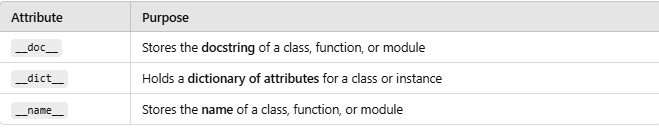 Attribute Purpose
__doc__ Stores the docstring of a class, function, or module
__dict__ Holds a dictionary of attributes for a class or instance
__name__ Stores the name of a class, function, or module